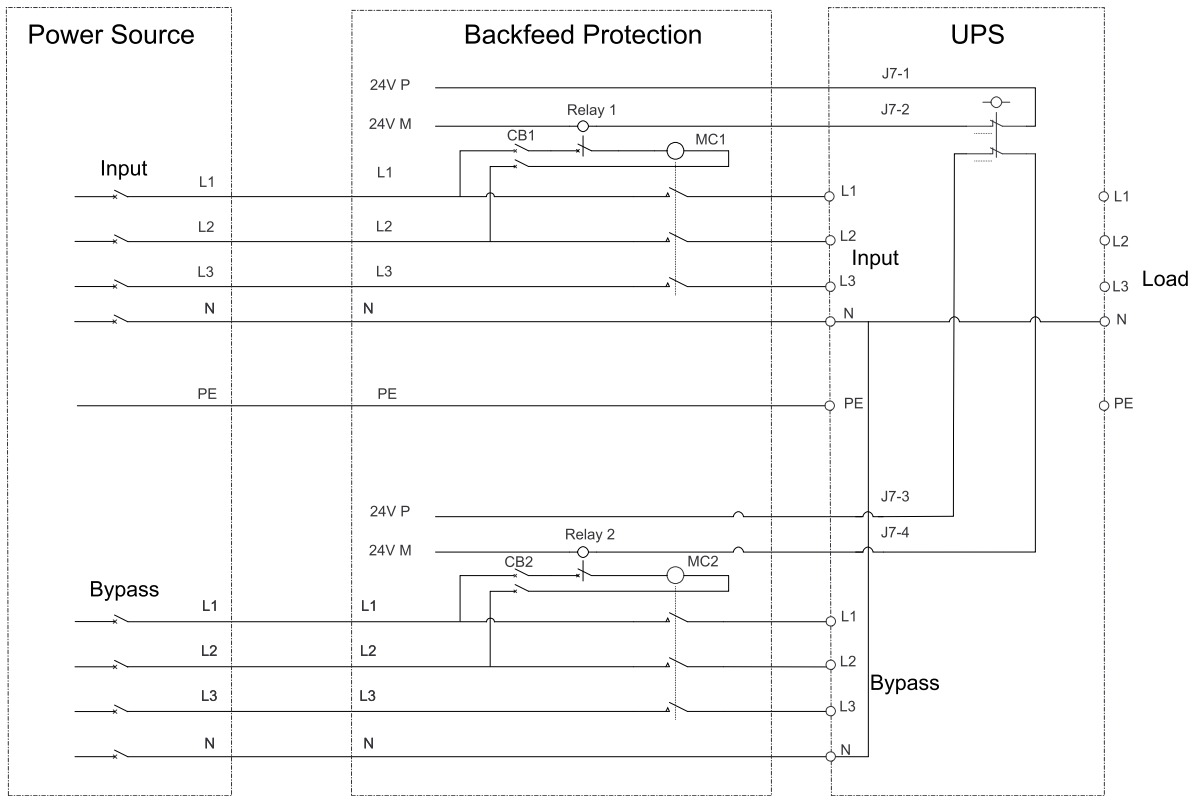 Power Source
Backfeed Protection
UPS
24V P
J7-1
Relay 1
J7-2
24V M
CB1
MC1
Input
L1
L1
L1
L1
L2
L2
L2
L2
Input
L3
L3
L3
L3
Load
N
N
N
N
PE
PE
PE
PE
J7-3
24V P
Relay 2
J7-4
24V M
CB2
MC2
Bypass
L1
L1
L1
L2
L2
L2
Bypass
L3
L3
L3
N
N
N